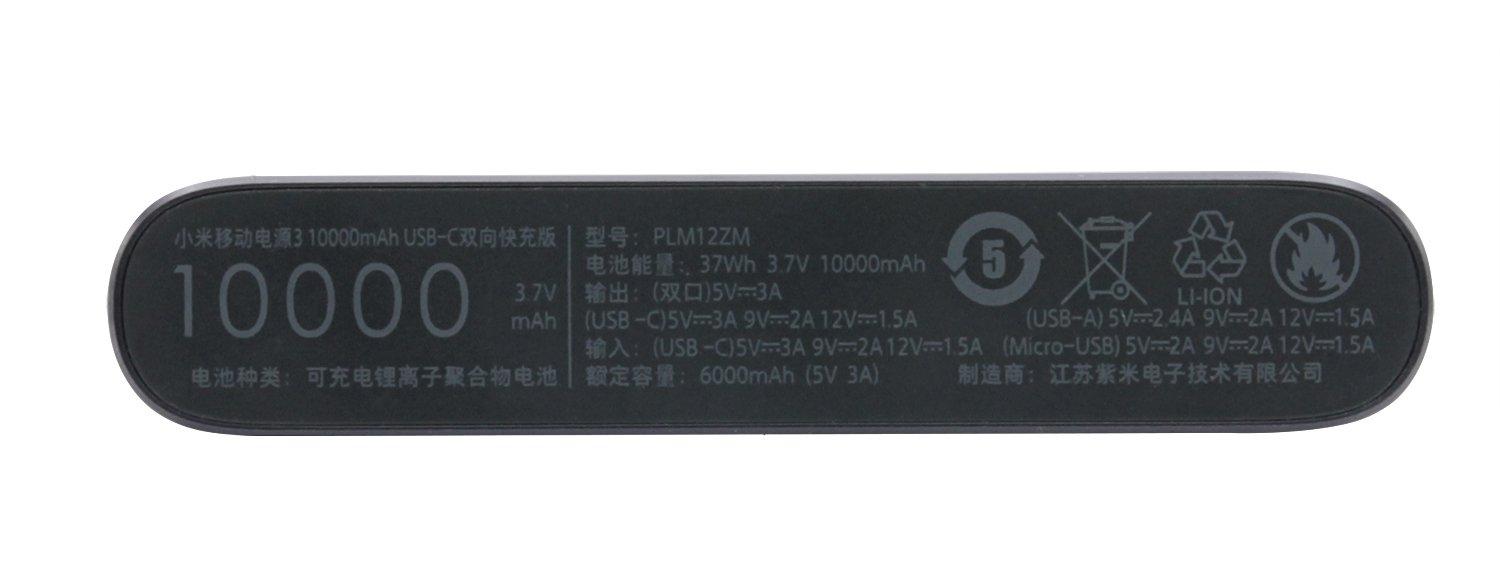 小米移动电源3 10000mAh USB-C双向快充版
10000 3.7V mAh
电池种类：可充电锂离子聚合物电池
型号：PLM12ZM
电池能量：37Wh 3.7V 10000mAh
输出：(双口)5V⎓3A
(USB-C)5V⎓3A 9V⎓2A 12V⎓1.5A (USB-A) 5V⎓2.4A 9V⎓2A 12V⎓1.5A
输入：(USB-C)5V⎓3A 9V⎓2A 12V⎓1.5A (Micro-USB) 5V⎓2A 9V⎓2A 12V⎓1.5A
额定容量：6000mAh (5V 3A) 制造商：江苏紫米电子技术有限公司
5
LI-ION